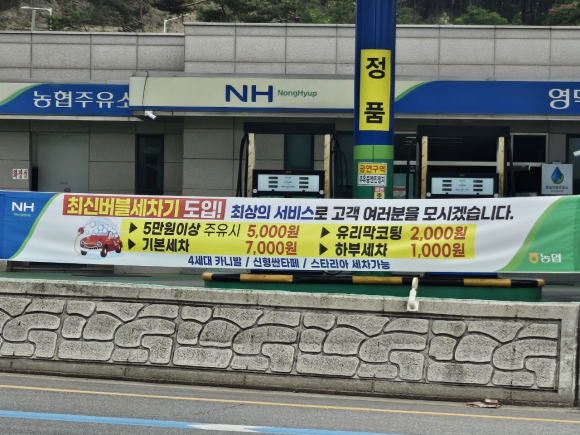 농협주유소
NH NongHyup
정품
영덕
금연구역
NH
최신버블세차기 도입! 최상의 서비스로 고객 여러분을 모시겠습니다.
▶ 5만원이상 주유시 5,000원 ▶ 유리막코팅 2,000원
▶ 기본세차 7,000원 ▶ 하부세차 1,000원
4세대 카니발 / 신형싼타페 / 스타리아 세차가능
농협